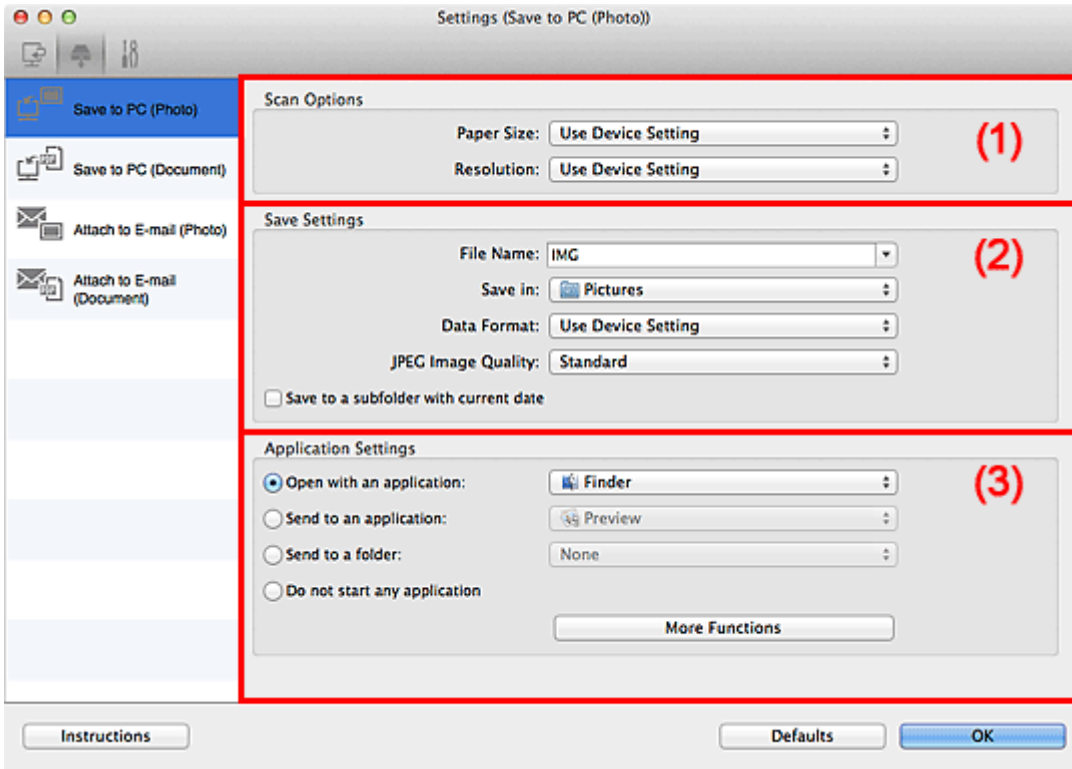 Settings (Save to PC (Photo))
Save to PC (Photo)
Save to PC (Document)
Attach to E-mail (Photo)
Attach to E-mail
(Document)
Scan Options
(1)
Paper Size: Use Device Setting
Resolution: Use Device Setting
Save Settings
(2)
File Name: IMG
Save in: Pictures
Data Format: Use Device Setting
JPEG Image Quality: Standard
Save to a subfolder with current date
Application Settings
(3)
Open with an application: Finder
Send to an application: Preview
Send to a folder: None
Do not start any application
More Functions
Instructions Defaults OK